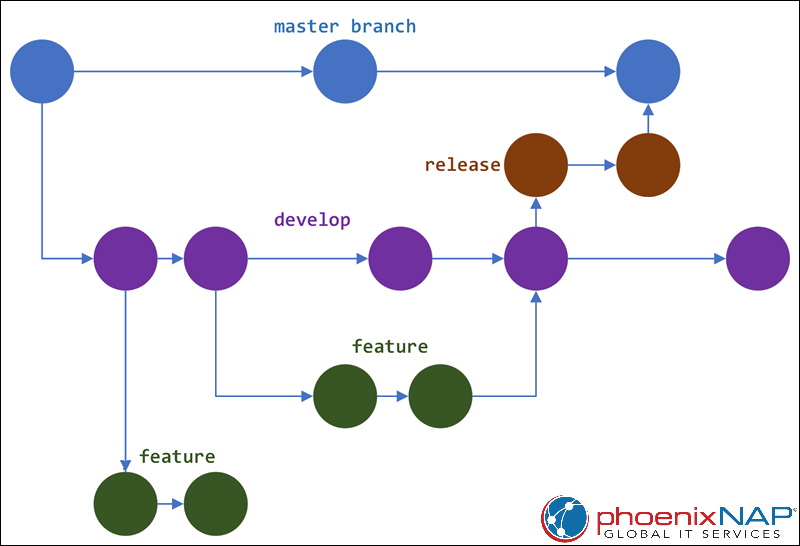 master branch
release
develop
feature
feature
phoenixNAP®
GLOBAL IT SERVICES